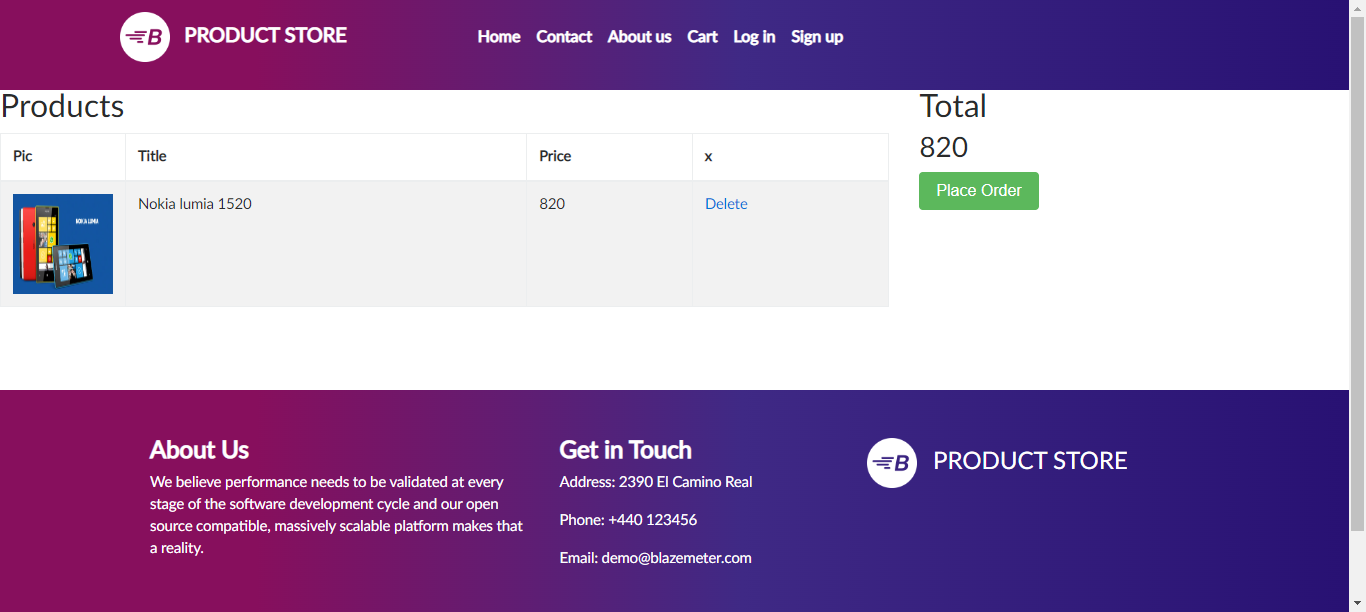 B PRODUCT STORE
Home Contact About us Cart Log in Sign up
Products
Total
820
Place Order
Pic Title Price x
NOKIA LUMIA
Nokia lumia 1520 820 Delete
About Us
We believe performance needs to be validated at every
stage of the software development cycle and our open
source compatible, massively scalable platform makes that
a reality.
Get in Touch
Address: 2390 El Camino Real
Phone: +440 123456
Email: demo@blazemeter.com
B PRODUCT STORE